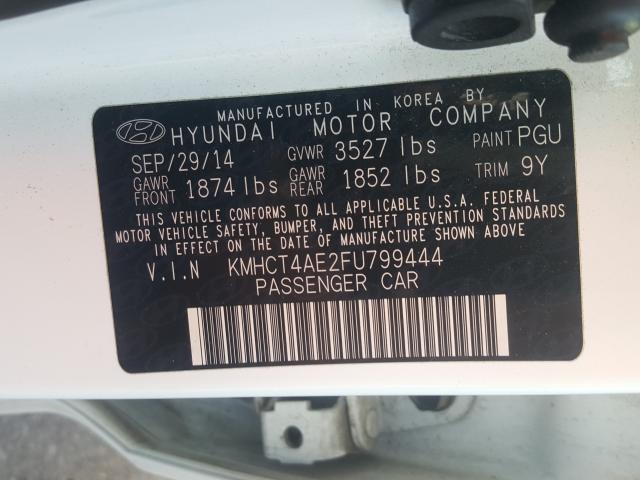 MANUFACTURED IN KOREA BY
HYUNDAI MOTOR COMPANY
SEP/29/14 GVWR 3527 lbs PAINT PGU
GAWR FRONT 1874 lbs GAWR REAR 1852 lbs TRIM 9Y
THIS VEHICLE CONFORMS TO ALL APPLICABLE U.S.A. FEDERAL
MOTOR VEHICLE SAFETY, BUMPER, AND THEFT PREVENTION STANDARDS
IN EFFECT ON THE DATE OF MANUFACTURE SHOWN ABOVE
V.I.N KMHCT4AE2FU799444
PASSENGER CAR